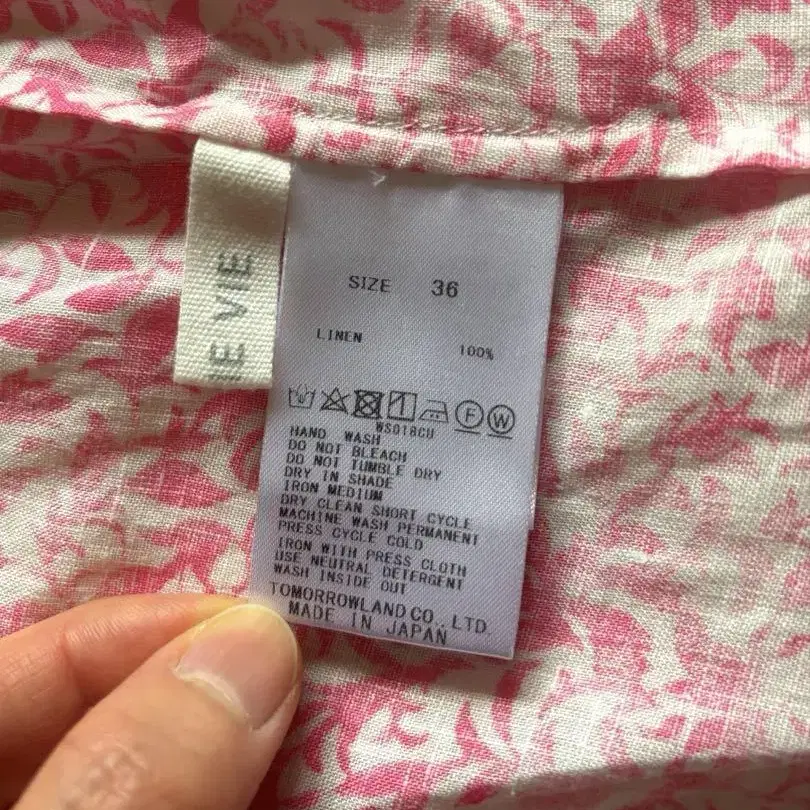 IE VIE
SIZE 36
LINEN 100%
F W
WS018CU
HAND WASH
DO NOT BLEACH
DO NOT TUMBLE DRY
DRY IN SHADE
IRON MEDIUM
DRY CLEAN SHORT CYCLE
MACHINE WASH PERMANENT
PRESS CYCLE COLD
IRON WITH PRESS CLOTH
USE NEUTRAL DETERGENT
WASH INSIDE OUT
TOMORROWLAND CO., LTD.
MADE IN JAPAN